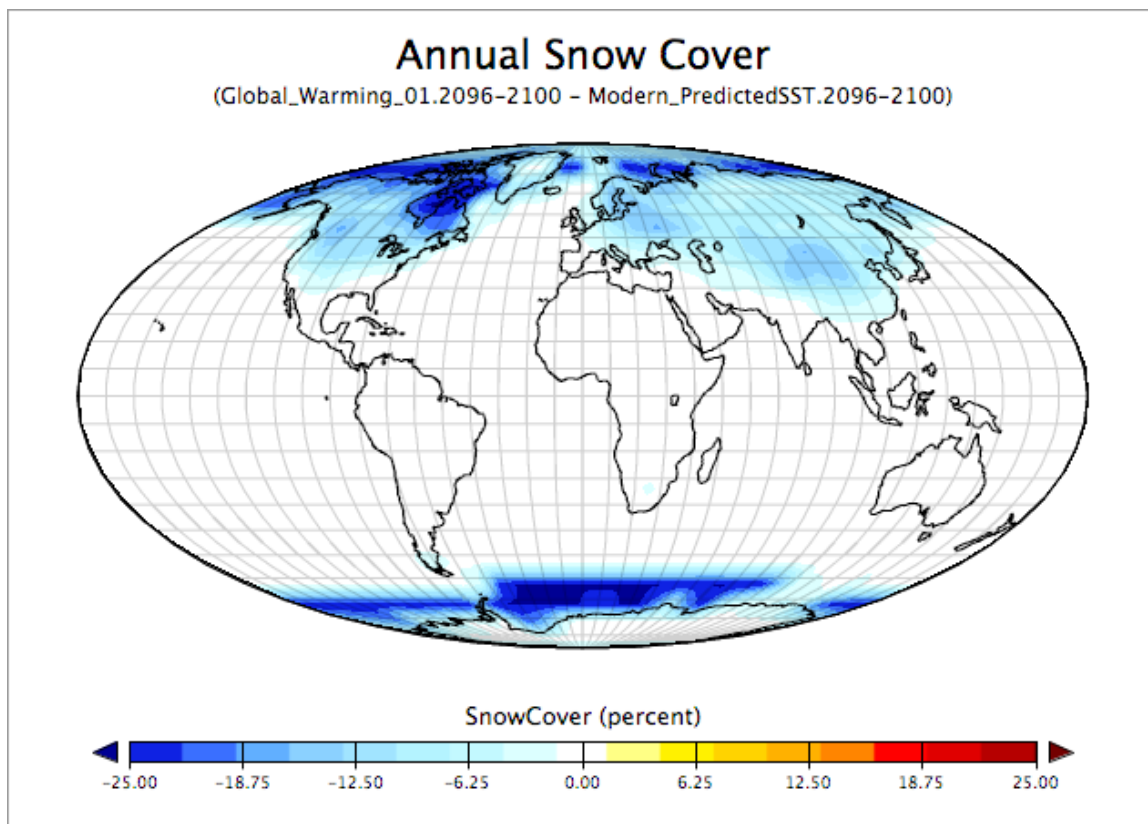 Annual Snow Cover
(Global_Warming_01.2096-2100 - Modern_PredictedSST.2096-2100)
SnowCover (percent)
-25.00 -18.75 -12.50 -6.25 0.00 6.25 12.50 18.75 25.00